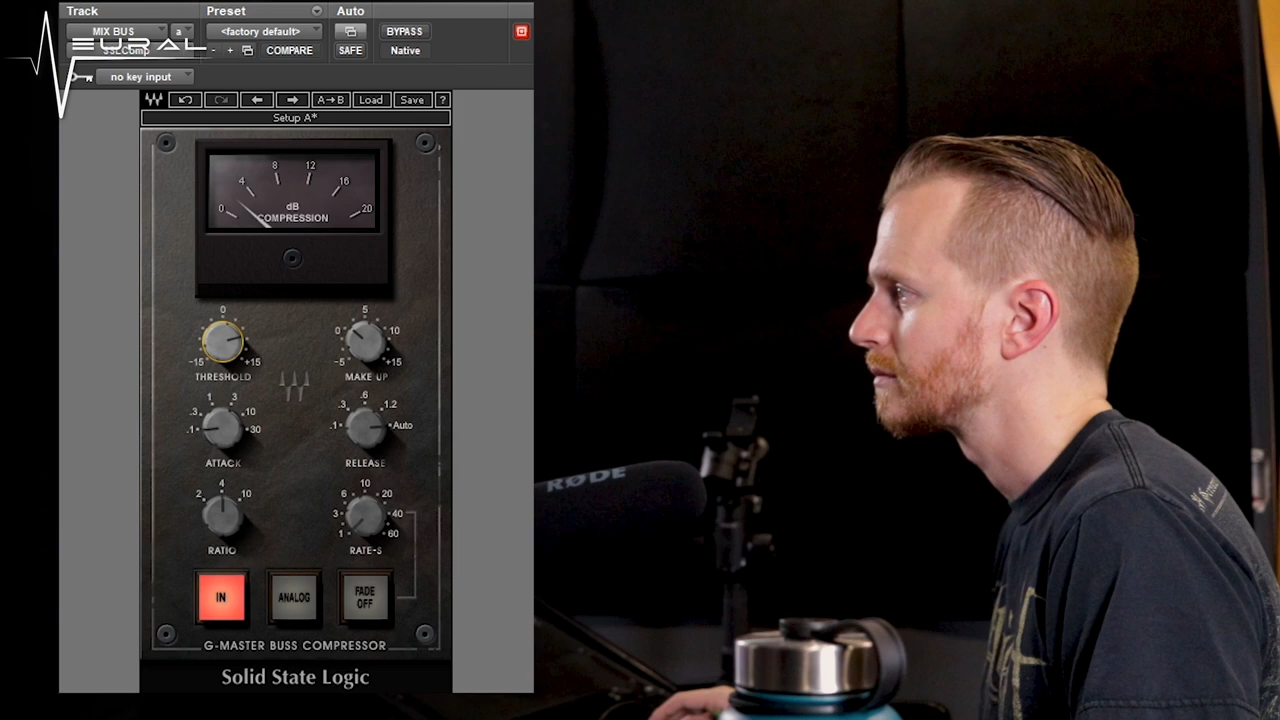 Track
Preset
Auto
MIX BUS
a
<factory default>
BYPASS
EURAL
SSLComp
- +
COMPARE
SAFE
Native
no key input
A→B
Load
Save
?
Setup A*
0 4 8 12 16 20
dB
COMPRESSION
0
-15 +15
THRESHOLD
5
0 10
-5 +15
MAKE UP
.1 .3 1 3 10 30
ATTACK
.1 .3 .6 1.2 Auto
RELEASE
2 4 10
RATIO
1 3 6 10 20 40 60
RATE-S
IN
ANALOG
FADE
OFF
G-MASTER BUSS COMPRESSOR
Solid State Logic
RØDE